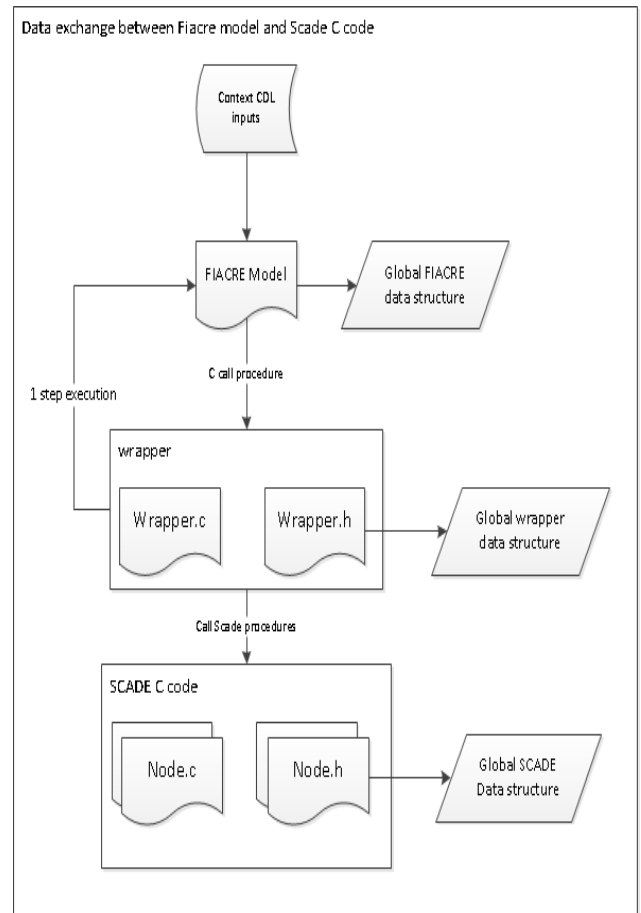 Data exchange between Fiacre model and Scade C code
Context CDL
inputs
FIACRE Model
Global FIACRE
data structure
C call procedure
1 step execution
wrapper
Wrapper.c
Wrapper.h
Global wrapper
data structure
Call Scade procedures
SCADE C code
Node.c
Node.h
Global SCADE
Data structure